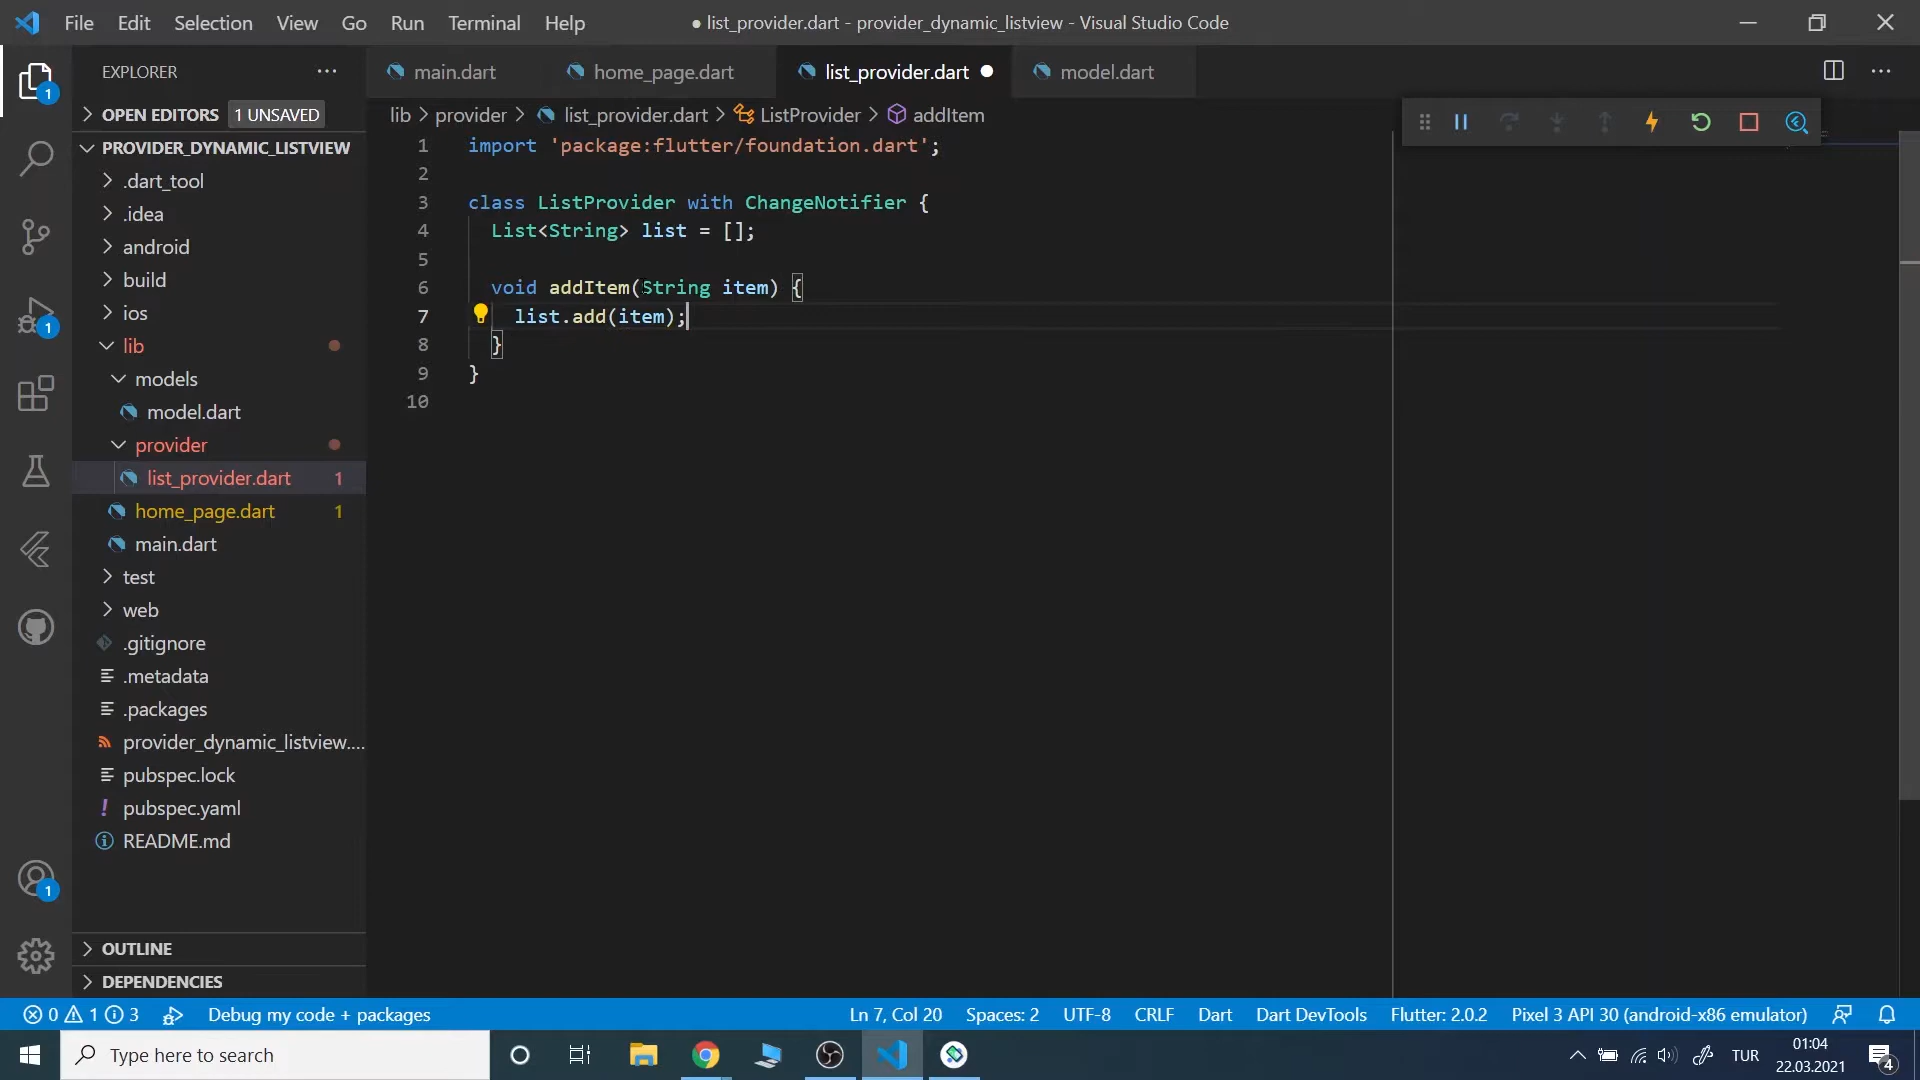 File Edit Selection View Go Run Terminal Help ● list_provider.dart - provider_dynamic_listview - Visual Studio Code
EXPLORER
main.dart home_page.dart list_provider.dart model.dart
OPEN EDITORS 1 UNSAVED
PROVIDER_DYNAMIC_LISTVIEW
.dart_tool
.idea
android
build
ios
lib
models
model.dart
provider
list_provider.dart 1
home_page.dart 1
main.dart
test
web
.gitignore
.metadata
.packages
provider_dynamic_listview....
pubspec.lock
pubspec.yaml
README.md
OUTLINE
DEPENDENCIES
1
1
1
lib > provider > list_provider.dart > ListProvider > addItem
1 import 'package:flutter/foundation.dart';
2
3 class ListProvider with ChangeNotifier {
4 List<String> list = [];
5
6 void addItem(String item) {
7 list.add(item);
8 }
9 }
10
0 1 3 Debug my code + packages Ln 7, Col 20 Spaces: 2 UTF-8 CRLF Dart Dart DevTools Flutter: 2.0.2 Pixel 3 API 30 (android-x86 emulator)
Type here to search TUR 01:04 22.03.2021 4